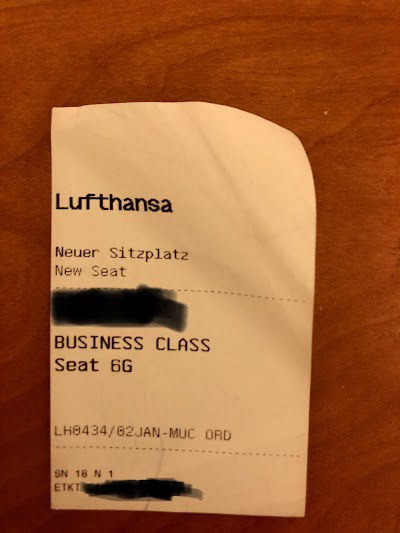 Lufthansa
Neuer Sitzplatz
New Seat
BUSINESS CLASS
Seat 6G
LH0434/02JAN-MUC ORD
SN 18 N 1
ETKT